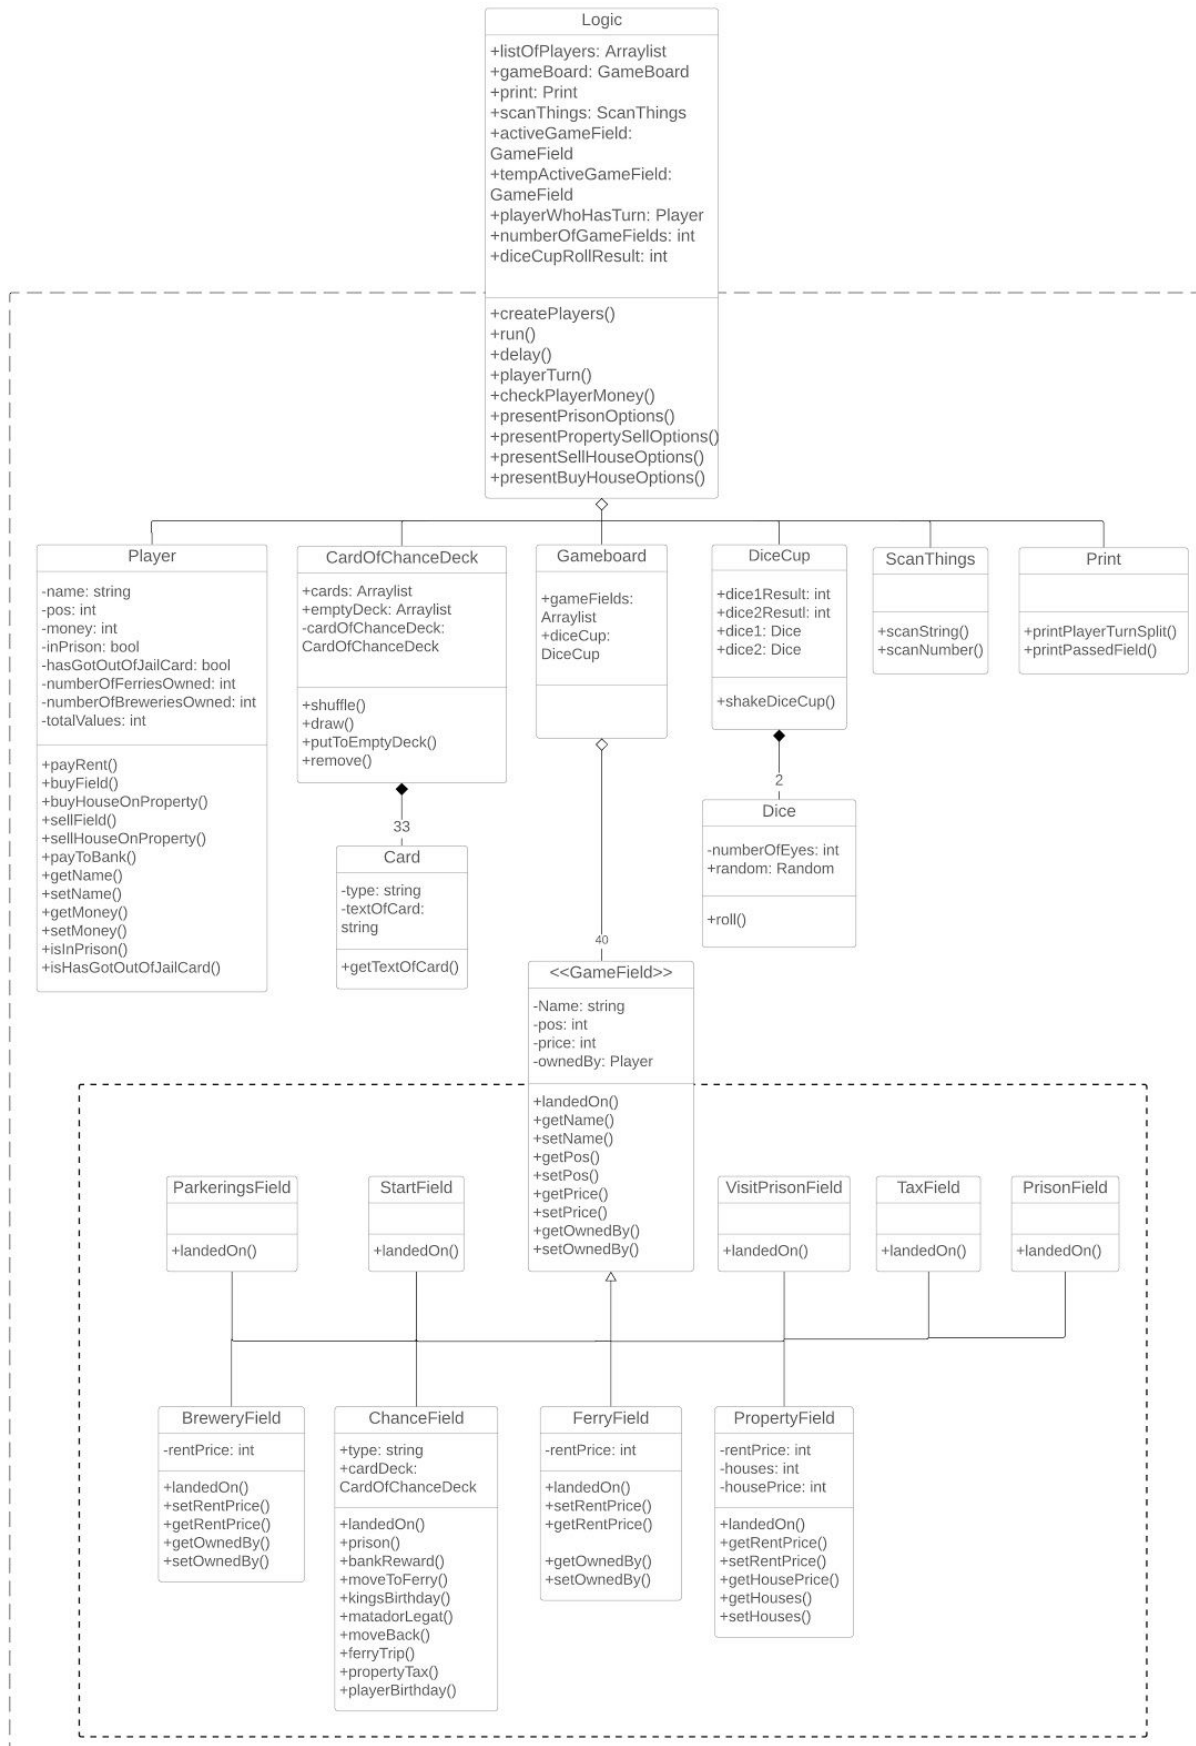 Logic
+listOfPlayers: Arraylist
+gameBoard: GameBoard
+print: Print
+scanThings: ScanThings
+activeGameField:
GameField
+tempActiveGameField:
GameField
+playerWhoHasTurn: Player
+numberOfGameFields: int
+diceCupRollResult: int
+createPlayers()
+run()
+delay()
+playerTurn()
+checkPlayerMoney()
+presentPrisonOptions()
+presentPropertySellOptions()
+presentSellHouseOptions()
+presentBuyHouseOptions()
Player
-name: string
-pos: int
-money: int
-inPrison: bool
-hasGotOutOfJailCard: bool
-numberOfFerriesOwned: int
-numberOfBreweriesOwned: int
-totalValues: int
+payRent()
+buyField()
+buyHouseOnProperty()
+sellField()
+sellHouseOnProperty()
+payToBank()
+getName()
+setName()
+getMoney()
+setMoney()
+isInPrison()
+isHasGotOutOfJailCard()
CardOfChanceDeck
+cards: Arraylist
+emptyDeck: Arraylist
-cardOfChanceDeck:
CardOfChanceDeck
+shuffle()
+draw()
+putToEmptyDeck()
+remove()
33
Card
-type: string
-textOfCard:
string
+getTextOfCard()
Gameboard
+gameFields:
Arraylist
+diceCup:
DiceCup
40
DiceCup
+dice1Result: int
+dice2Resutl: int
+dice1: Dice
+dice2: Dice
+shakeDiceCup()
2
Dice
-numberOfEyes: int
+random: Random
+roll()
ScanThings
+scanString()
+scanNumber()
Print
+printPlayerTurnSplit()
+printPassedField()
<<GameField>>
-Name: string
-pos: int
-price: int
-ownedBy: Player
+landedOn()
+getName()
+setName()
+getPos()
+setPos()
+getPrice()
+setPrice()
+getOwnedBy()
+setOwnedBy()
ParkeringsField
+landedOn()
StartField
+landedOn()
VisitPrisonField
+landedOn()
TaxField
+landedOn()
PrisonField
+landedOn()
BreweryField
-rentPrice: int
+landedOn()
+setRentPrice()
+getRentPrice()
+getOwnedBy()
+setOwnedBy()
ChanceField
+type: string
+cardDeck:
CardOfChanceDeck
+landedOn()
+prison()
+bankReward()
+moveToFerry()
+kingsBirthday()
+matadorLegat()
+moveBack()
+ferryTrip()
+propertyTax()
+playerBirthday()
FerryField
-rentPrice: int
+landedOn()
+setRentPrice()
+getRentPrice()
+getOwnedBy()
+setOwnedBy()
PropertyField
-rentPrice: int
-houses: int
-housePrice: int
+landedOn()
+getRentPrice()
+setRentPrice()
+getHousePrice()
+getHouses()
+setHouses()